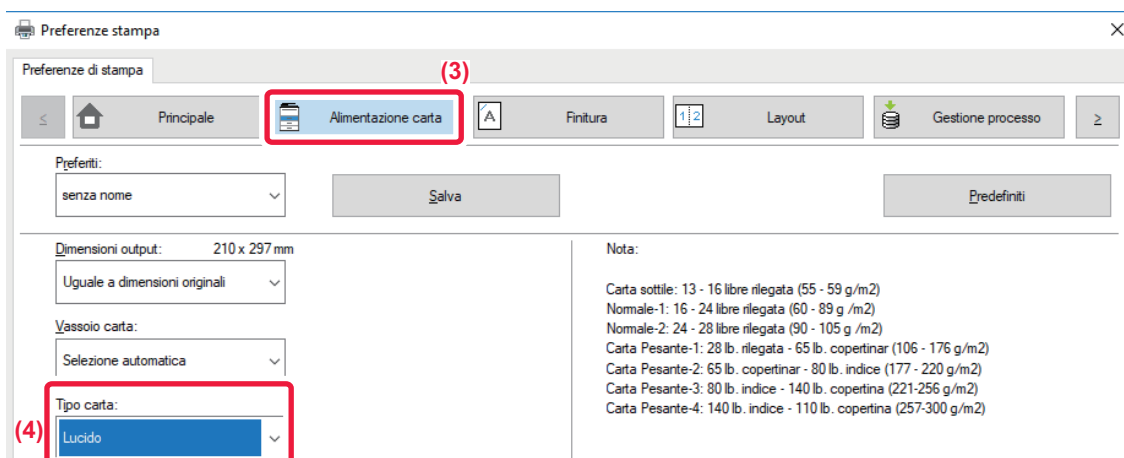 Preferenze stampa
Preferenze di stampa
(3)
< Principale Alimentazione carta A Finitura 1 2 Layout Gestione processo >
Preferiti:
senza nome Salva Predefiniti
Dimensioni output: 210 x 297 mm Nota:
Uguale a dimensioni originali
Carta sottile: 13 - 16 libre rilegata (55 - 59 g/m2)
Normale-1: 16 - 24 libre rilegata (60 - 89 g /m2)
Vassoio carta: Normale-2: 24 - 28 libre rilegata (90 - 105 g /m2)
Carta Pesante-1: 28 lb. rilegata - 65 lb. copertinar (106 - 176 g/m2)
Selezione automatica Carta Pesante-2: 65 lb. copertinar - 80 lb. indice (177 - 220 g/m2)
Carta Pesante-3: 80 lb. indice - 140 lb. copertina (221-256 g/m2)
Tipo carta: Carta Pesante-4: 140 lb. indice - 110 lb. copertina (257-300 g/m2)
(4) Lucido